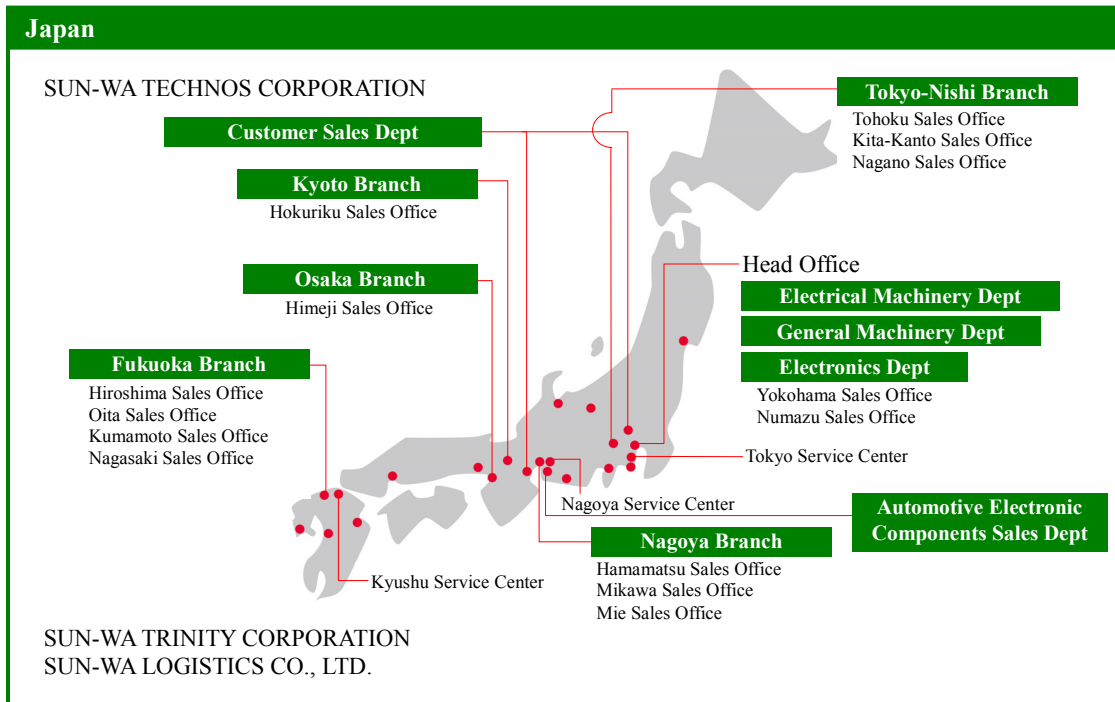 Japan
SUN-WA TECHNOS CORPORATION
Customer Sales Dept
Kyoto Branch
Hokuriku Sales Office
Osaka Branch
Himeji Sales Office
Fukuoka Branch
Hiroshima Sales Office
Oita Sales Office
Kumamoto Sales Office
Nagasaki Sales Office
Tokyo-Nishi Branch
Tohoku Sales Office
Kita-Kanto Sales Office
Nagano Sales Office
Head Office
Electrical Machinery Dept
General Machinery Dept
Electronics Dept
Yokohama Sales Office
Numazu Sales Office
Tokyo Service Center
Nagoya Service Center
Automotive Electronic
Components Sales Dept
Nagoya Branch
Hamamatsu Sales Office
Mikawa Sales Office
Mie Sales Office
Kyushu Service Center
SUN-WA TRINITY CORPORATION
SUN-WA LOGISTICS CO., LTD.